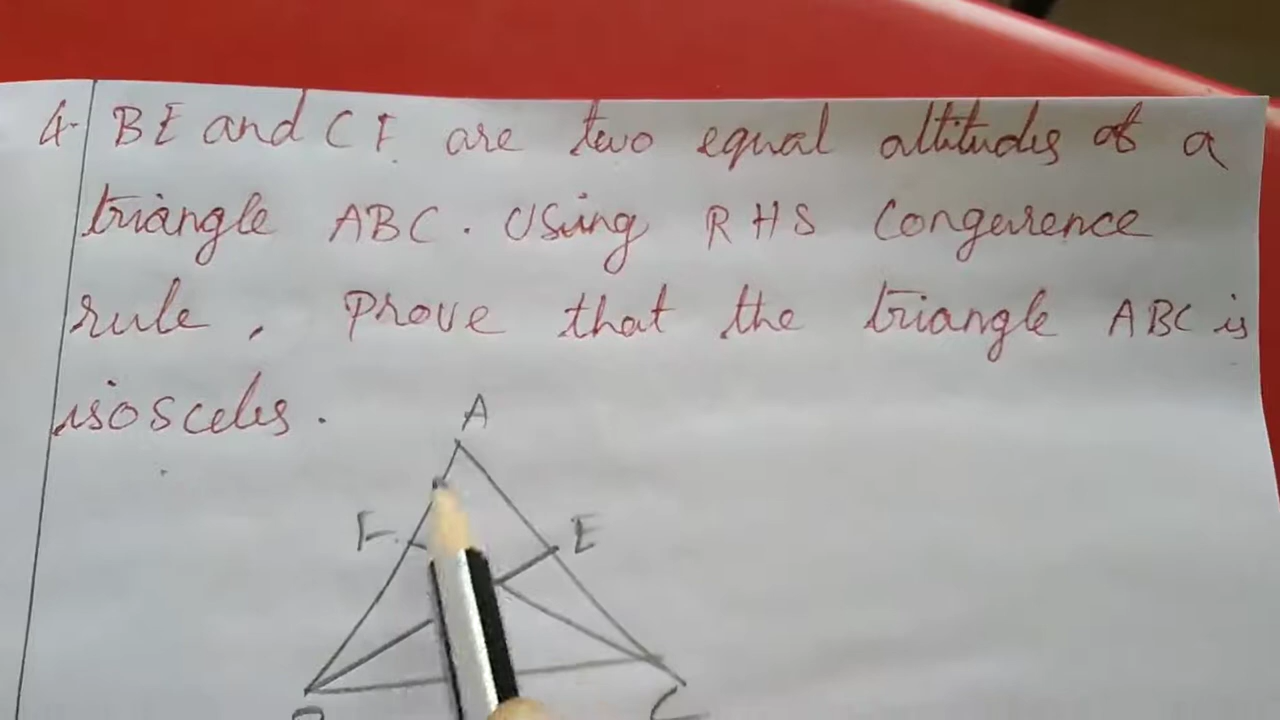 4. BE and CF are two equal altitudes of a
triangle ABC. Using RHS Congerence
rule, Prove that the triangle ABC is
isosceles.
A
F
E
B
C